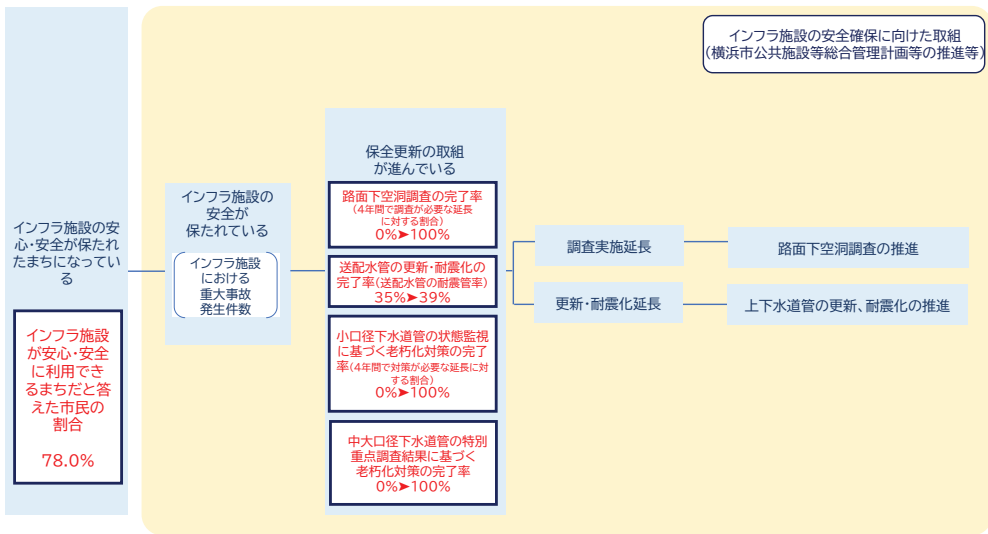 インフラ施設の安全確保に向けた取組
(横浜市公共施設等総合管理計画等の推進等)
インフラ施設の安
心・安全が保たれ
たまちになってい
る
インフラ施設
が安心・安全
に利用でき
るまちだと答
えた市民の
割合
78.0%
インフラ施設の
安全が
保たれている
インフラ施設
における
重大事故
発生件数
保全更新の取組
が進んでいる
路面下空洞調査の完了率
(4年間で調査が必要な延長
に対する割合)
0%➤100%
送配水管の更新・耐震化の
完了率(送配水管の耐震管率)
35%➤39%
小口径下水道管の状態監視
に基づく老朽化対策の完了
率(4年間で対策が必要な延長に対
する割合)
0%➤100%
中大口径下水道管の特別
重点調査結果に基づく
老朽化対策の完了率
0%➤100%
調査実施延長
路面下空洞調査の推進
更新・耐震化延長
上下水道管の更新、耐震化の推進